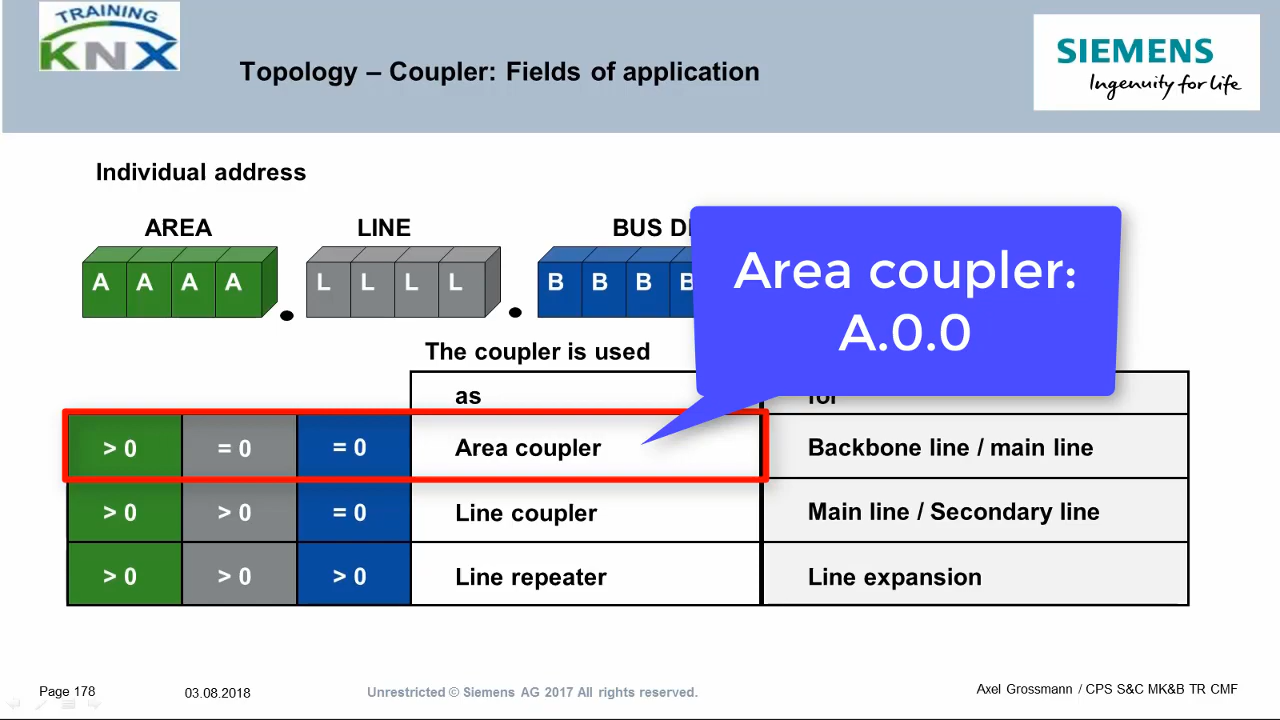 TRAINING
KNX
Topology – Coupler: Fields of application
SIEMENS
Ingenuity for life
Individual address
AREA
LINE
BUS
A A A A . L L L L . B B B
Area coupler:
A.0.0
The coupler is used
as
for
> 0 = 0 = 0 Area coupler Backbone line / main line
> 0 > 0 = 0 Line coupler Main line / Secondary line
> 0 > 0 > 0 Line repeater Line expansion
Page 178
03.08.2018
Unrestricted © Siemens AG 2017 All rights reserved.
Axel Grossmann / CPS S&C MK&B TR CMF